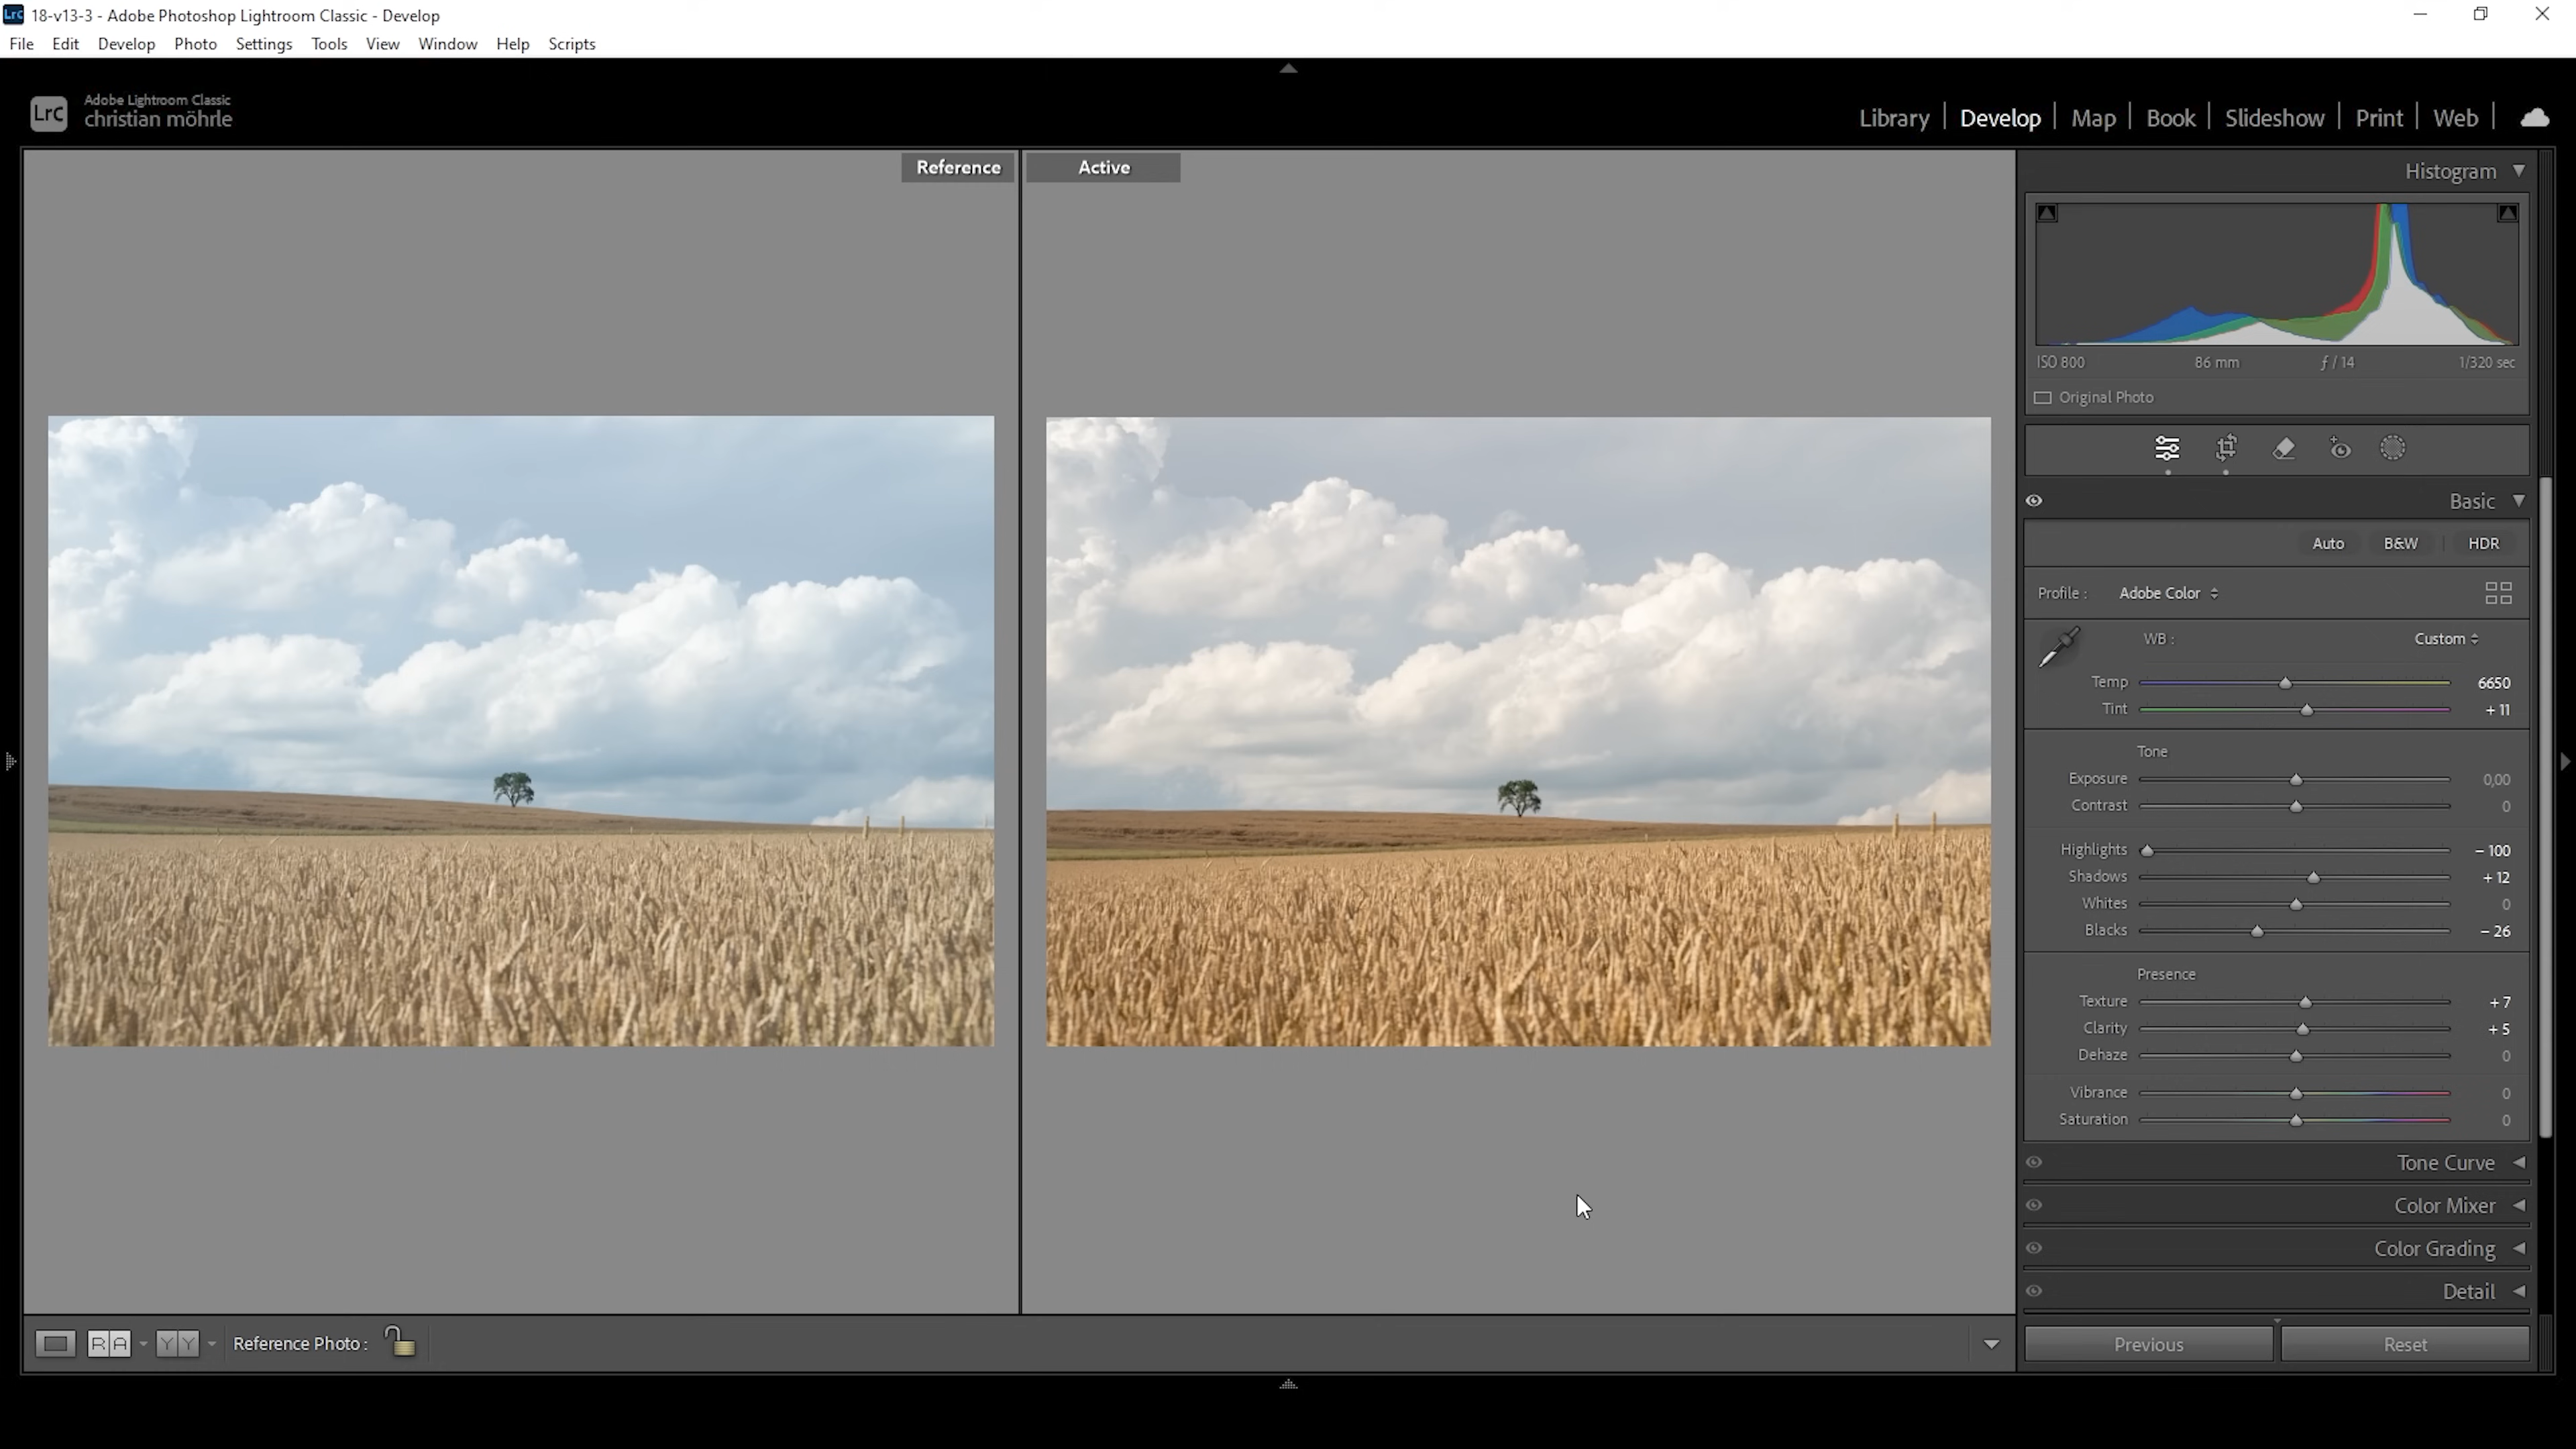 Lrc 18-v13-3 - Adobe Photoshop Lightroom Classic - Develop
File Edit Develop Photo Settings Tools View Window Help Scripts
Lrc
Adobe Lightroom Classic
christian möhrle
Library | Develop | Map | Book | Slideshow | Print | Web |
Reference
Active
Histogram
ISO 800 86 mm ƒ / 14 1/320 sec
Original Photo
Basic
Auto B&W HDR
Profile : Adobe Color
WB : Custom
Temp 6650
Tint + 11
Tone
Exposure 0,00
Contrast 0
Highlights − 100
Shadows + 12
Whites 0
Blacks − 26
Presence
Texture + 7
Clarity + 5
Dehaze 0
Vibrance 0
Saturation 0
Tone Curve
Color Mixer
Color Grading
Detail
R A Y Y Reference Photo :
Previous Reset